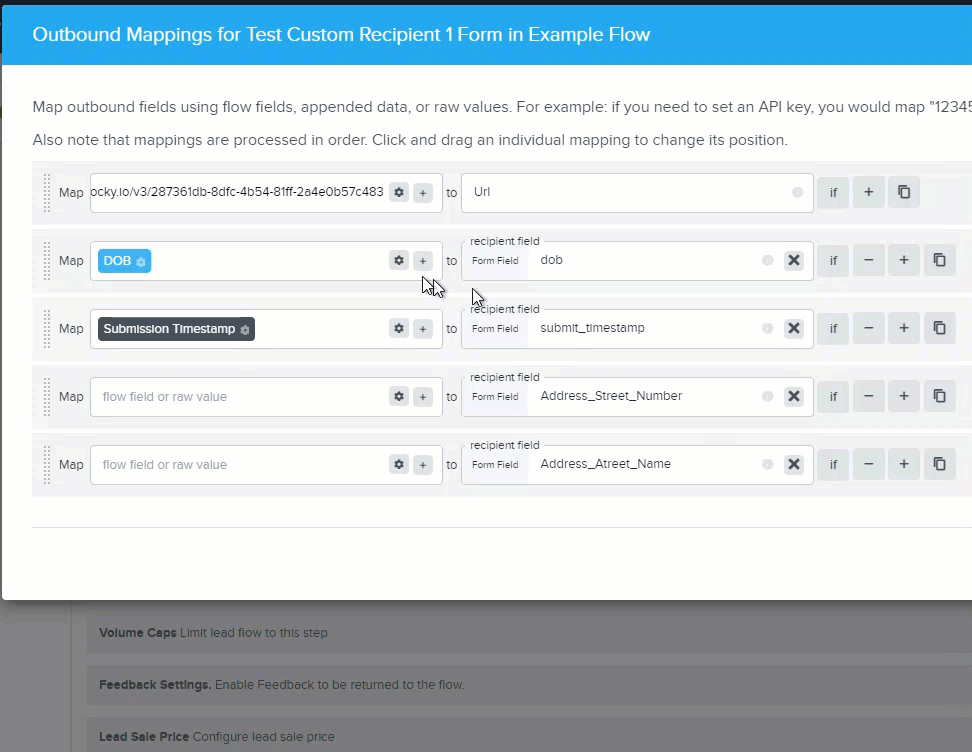 Outbound Mappings for Test Custom Recipient 1 Form in Example Flow
Map outbound fields using flow fields, appended data, or raw values. For example: if you need to set an API key, you would map "12345
Also note that mappings are processed in order. Click and drag an individual mapping to change its position.
Map ocky.io/v3/287361db-8dfc-4b54-81ff-2a4e0b57c483 + to Url if +
recipient field
Map DOB + to Form Field dob if − +
recipient field
Map Submission Timestamp + to Form Field submit_timestamp if − +
recipient field
Map flow field or raw value + to Form Field Address_Street_Number if − +
recipient field
Map flow field or raw value + to Form Field Address_Atreet_Name if − +
Volume Caps Limit lead flow to this step
Feedback Settings. Enable Feedback to be returned to the flow.
Lead Sale Price Configure lead sale price